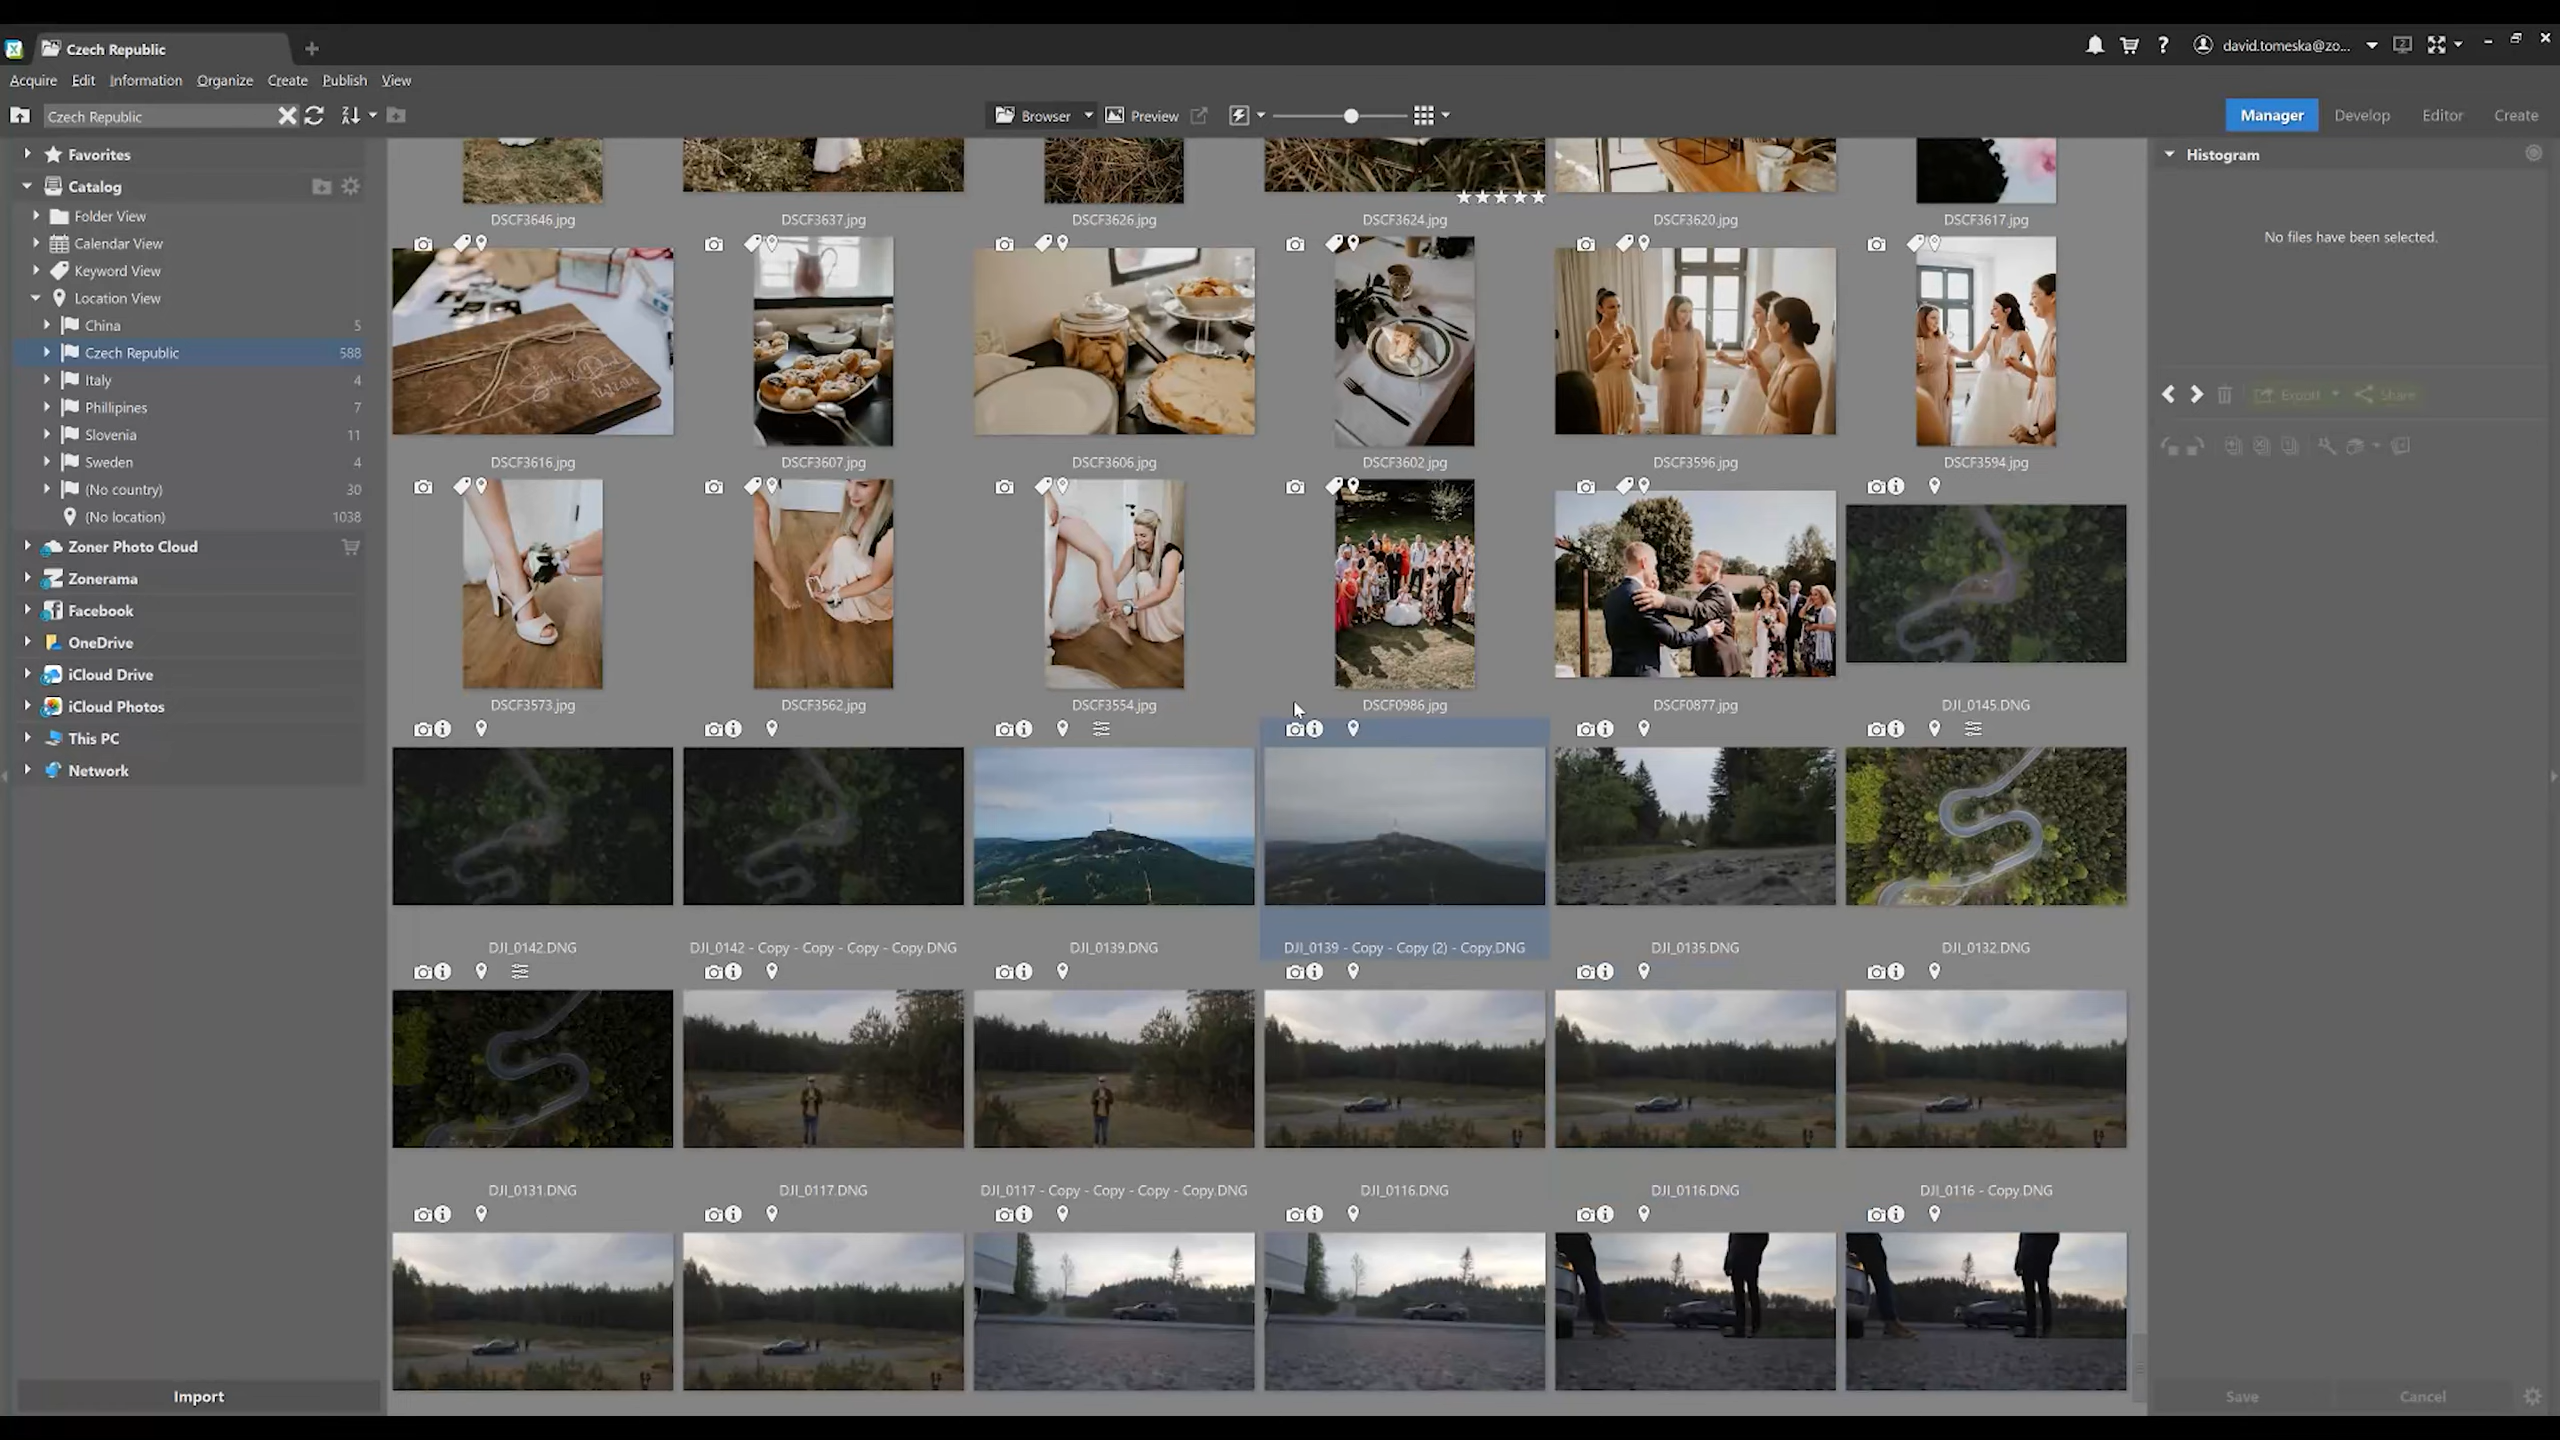 Czech Republic
david.tomeska@zo...
Acquire Edit Information Organize Create Publish View
Czech Republic
Browser Preview
Manager Develop Editor Create
Favorites
Catalog
Folder View
Calendar View
Keyword View
Location View
China 5
Czech Republic 588
Italy 4
Phillipines 7
Slovenia 11
Sweden 4
(No country) 30
(No location) 1038
Zoner Photo Cloud
Zonerama
Facebook
OneDrive
iCloud Drive
iCloud Photos
This PC
Network
Import
DSCF3646.jpg DSCF3637.jpg DSCF3626.jpg DSCF3624.jpg DSCF3620.jpg DSCF3617.jpg
DSCF3616.jpg DSCF3607.jpg DSCF3606.jpg DSCF3602.jpg DSCF3596.jpg DSCF3594.jpg
DSCF3573.jpg DSCF3562.jpg DSCF3554.jpg DSCF0986.jpg DSCF0877.jpg DJI_0145.DNG
DJI_0142.DNG DJI_0142 - Copy - Copy - Copy - Copy.DNG DJI_0139.DNG DJI_0139 - Copy - Copy (2) - Copy.DNG DJI_0135.DNG DJI_0132.DNG
DJI_0131.DNG DJI_0117.DNG DJI_0117 - Copy - Copy - Copy - Copy.DNG DJI_0116.DNG DJI_0116.DNG DJI_0116 - Copy.DNG
Histogram
No files have been selected.
Export Share
Save Cancel